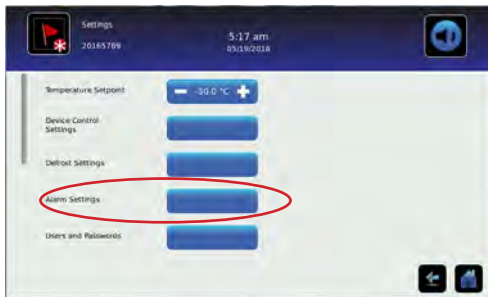 Settings
20165789
5:17 am
05/19/2018
Temperature Setpoint
-30.0 °C
Device Control
Settings
Defrost Settings
Alarm Settings
Users and Passwords